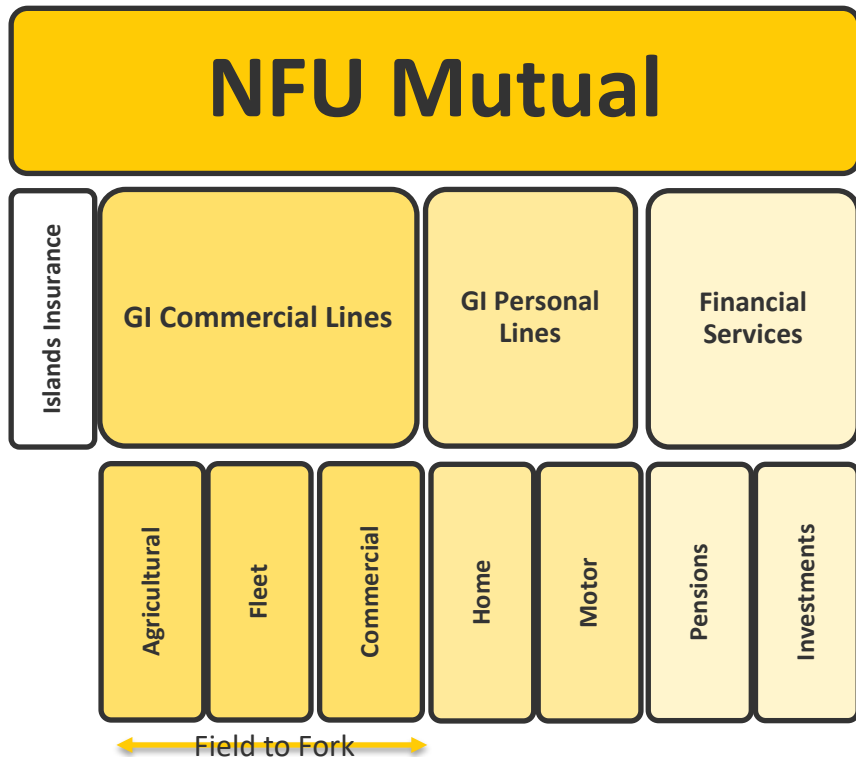 NFU Mutual
Islands Insurance
GI Commercial Lines
GI Personal
Lines
Financial
Services
Agricultural
Fleet
Commercial
Home
Motor
Pensions
Investments
Field to Fork